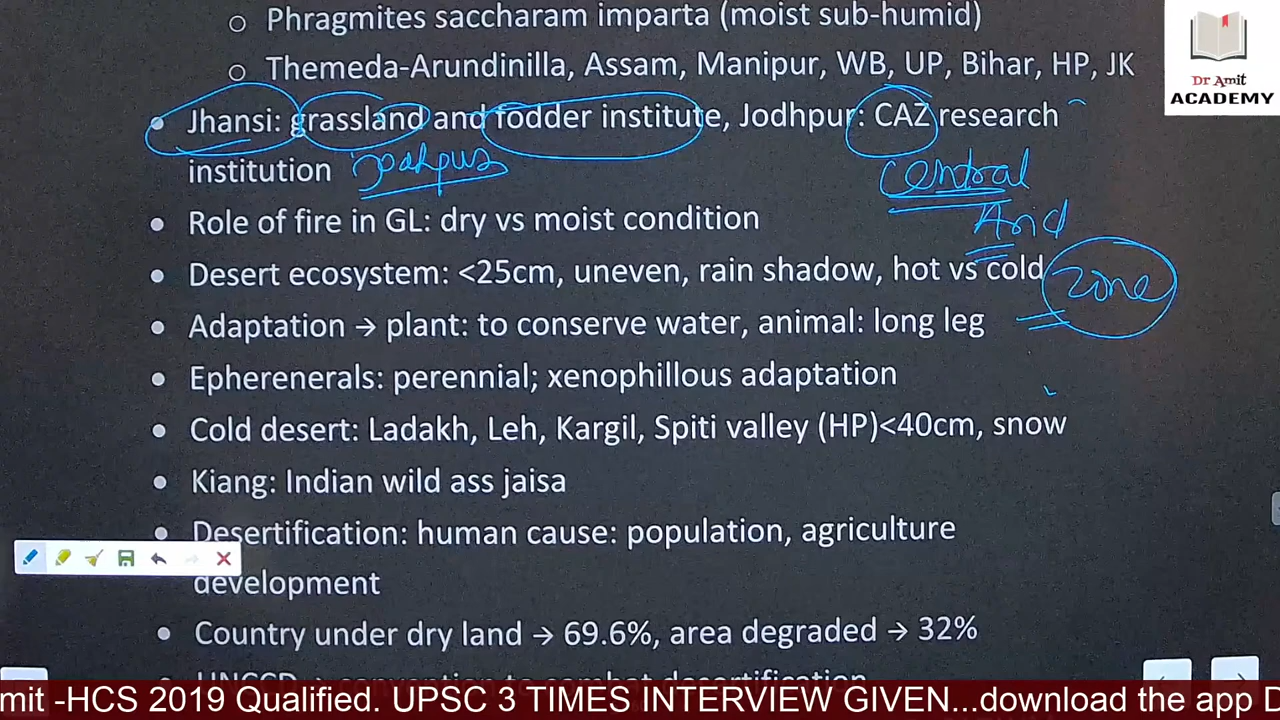 Phragmites saccharam imparta (moist sub-humid)
Themeda-Arundinilla, Assam, Manipur, WB, UP, Bihar, HP, JK
Dr Amit
ACADEMY
Jhansi: grassland and fodder institute, Jodhpur: CAZ research
institution
Jodhpur
Central
Arid
Zone
Role of fire in GL: dry vs moist condition
Desert ecosystem: <25cm, uneven, rain shadow, hot vs cold
Adaptation → plant: to conserve water, animal: long leg
Epherenerals: perennial; xenophillous adaptation
Cold desert: Ladakh, Leh, Kargil, Spiti valley (HP)<40cm, snow
Kiang: Indian wild ass jaisa
Desertification: human cause: population, agriculture
development
Country under dry land → 69.6%, area degraded → 32%
UNCCD → convention to combat desertification
mit -HCS 2019 Qualified. UPSC 3 TIMES INTERVIEW GIVEN...download the app D